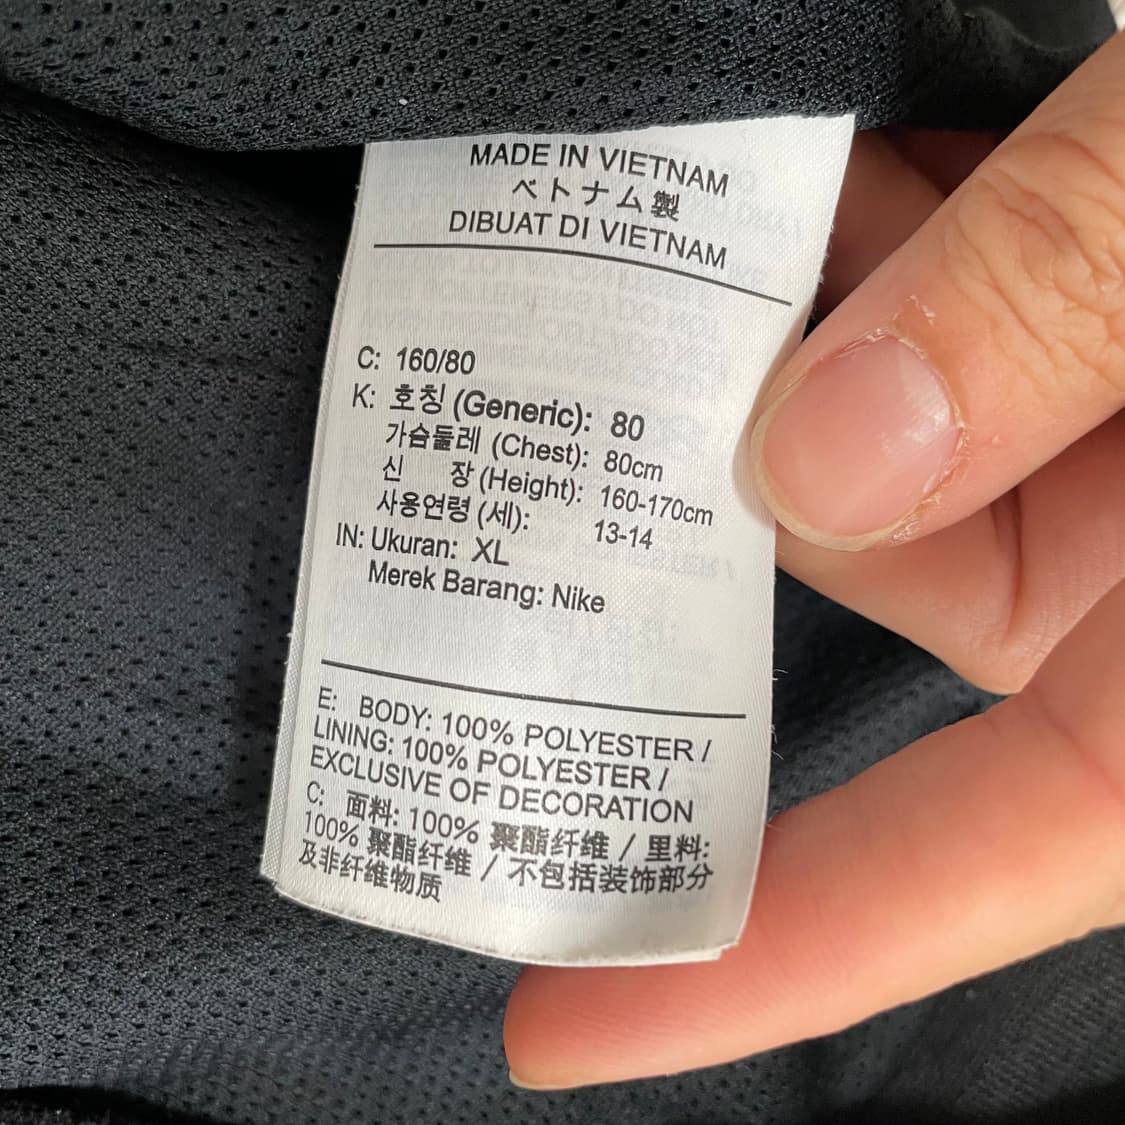 MADE IN VIETNAM
ベトナム製
DIBUAT DI VIETNAM
C: 160/80
K: 호칭 (Generic): 80
가슴둘레 (Chest): 80cm
신 장 (Height): 160-170cm
사용연령 (세): 13-14
IN: Ukuran: XL
Merek Barang: Nike
E: BODY: 100% POLYESTER /
LINING: 100% POLYESTER /
EXCLUSIVE OF DECORATION
C: 面料: 100% 聚酯纤维 / 里料:
100% 聚酯纤维 / 不包括装饰部分
及非纤维物质